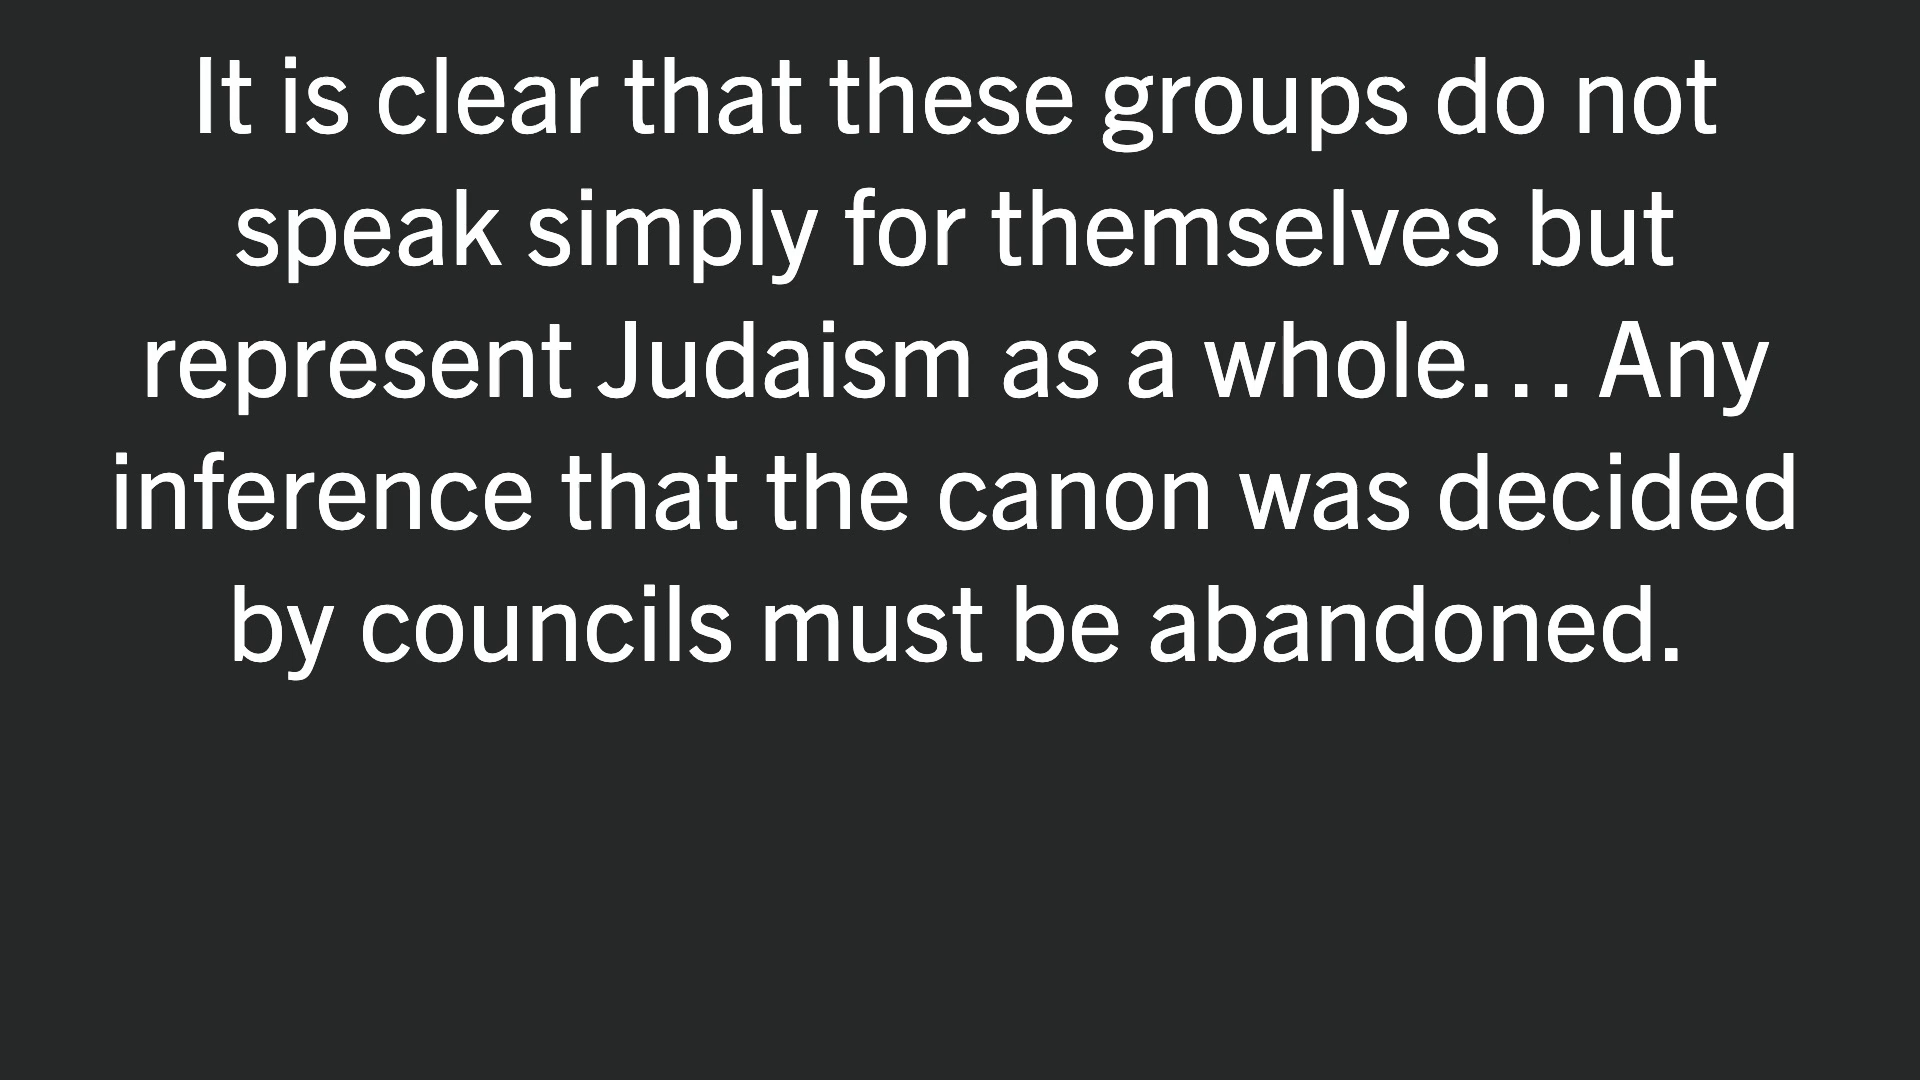 It is clear that these groups do not
speak simply for themselves but
represent Judaism as a whole. . . Any
inference that the canon was decided
by councils must be abandoned.